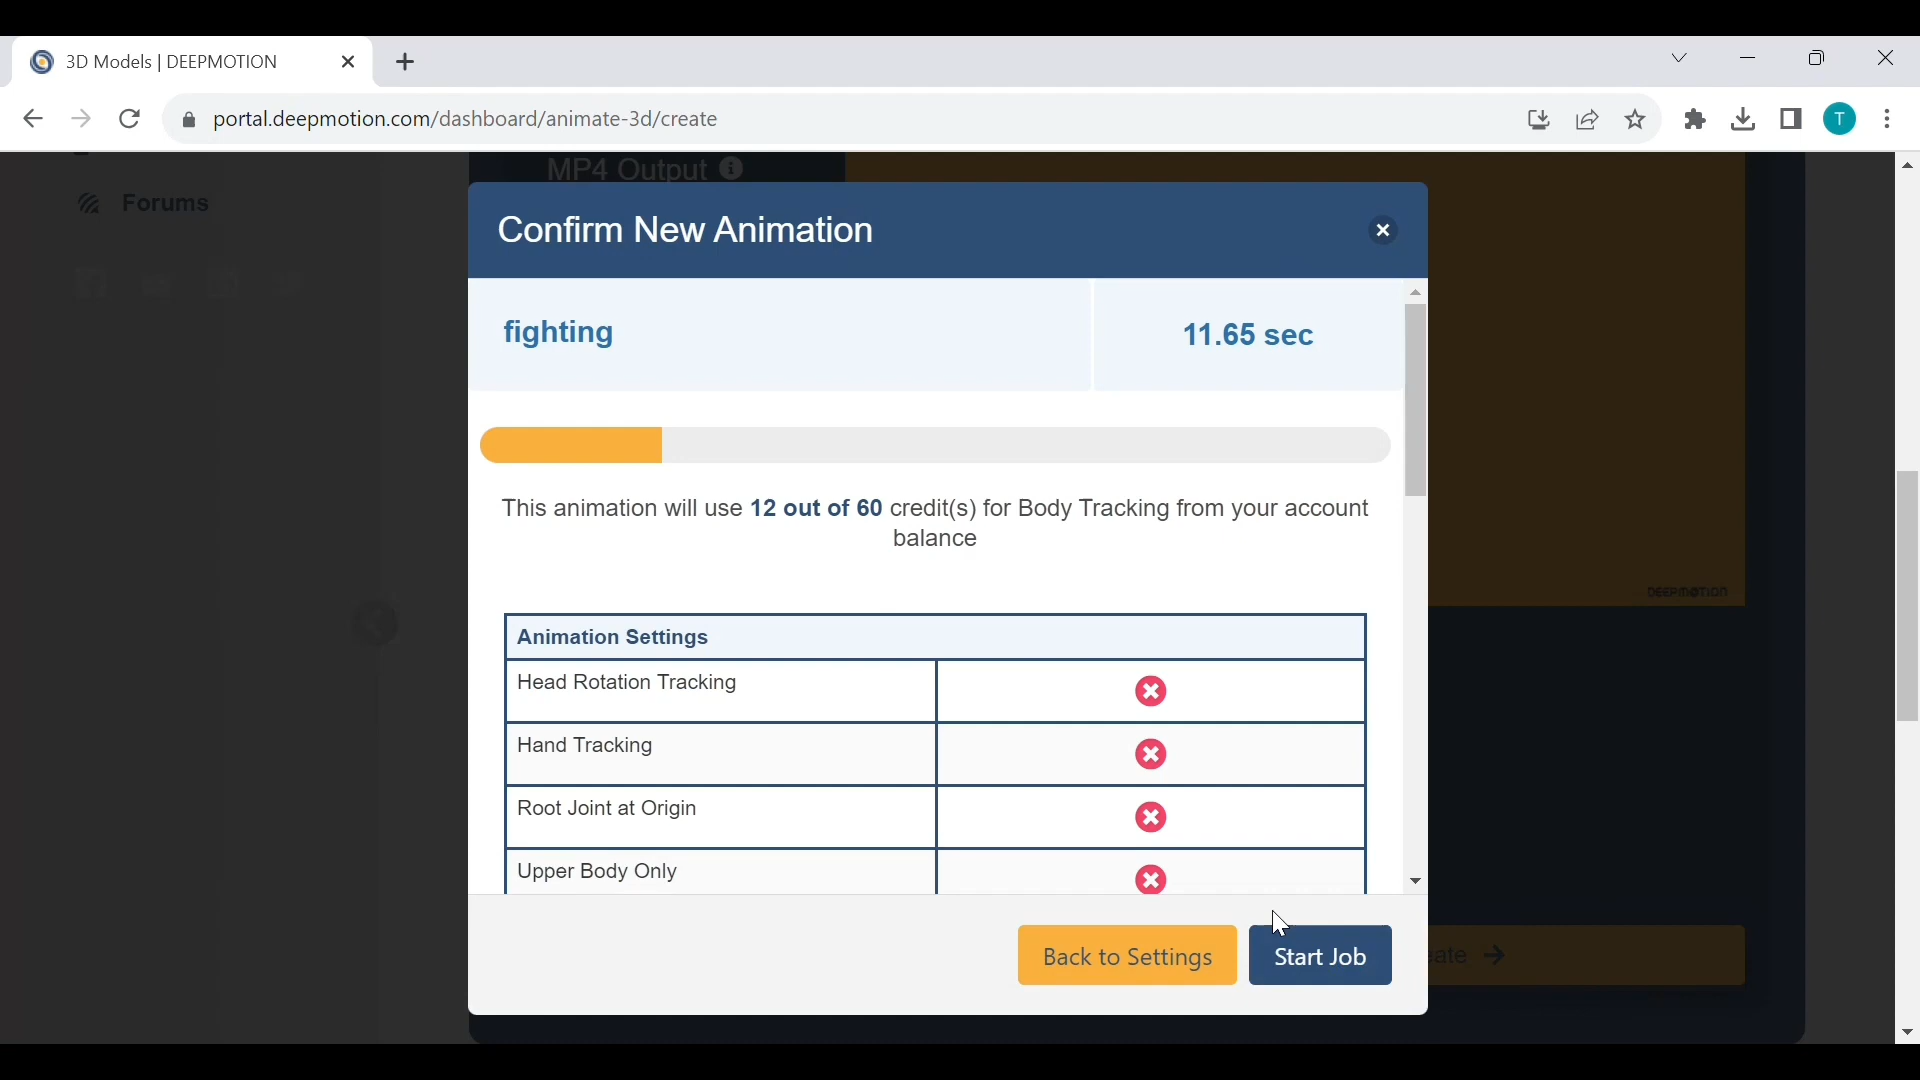 3D Models | DEEPMOTION
portal.deepmotion.com/dashboard/animate-3d/create
T
MP4 Output
Forums
Confirm New Animation
fighting
11.65 sec
This animation will use 12 out of 60 credit(s) for Body Tracking from your account
balance
DEEPMOTION
Animation Settings
Head Rotation Tracking
Hand Tracking
Root Joint at Origin
Upper Body Only
Back to Settings
Start Job
eate